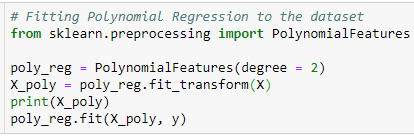 # Fitting Polynomial Regression to the dataset
from sklearn.preprocessing import PolynomialFeatures
poly_reg = PolynomialFeatures(degree = 2)
X_poly = poly_reg.fit_transform(X)
print(X_poly)
poly_reg.fit(X_poly, y)